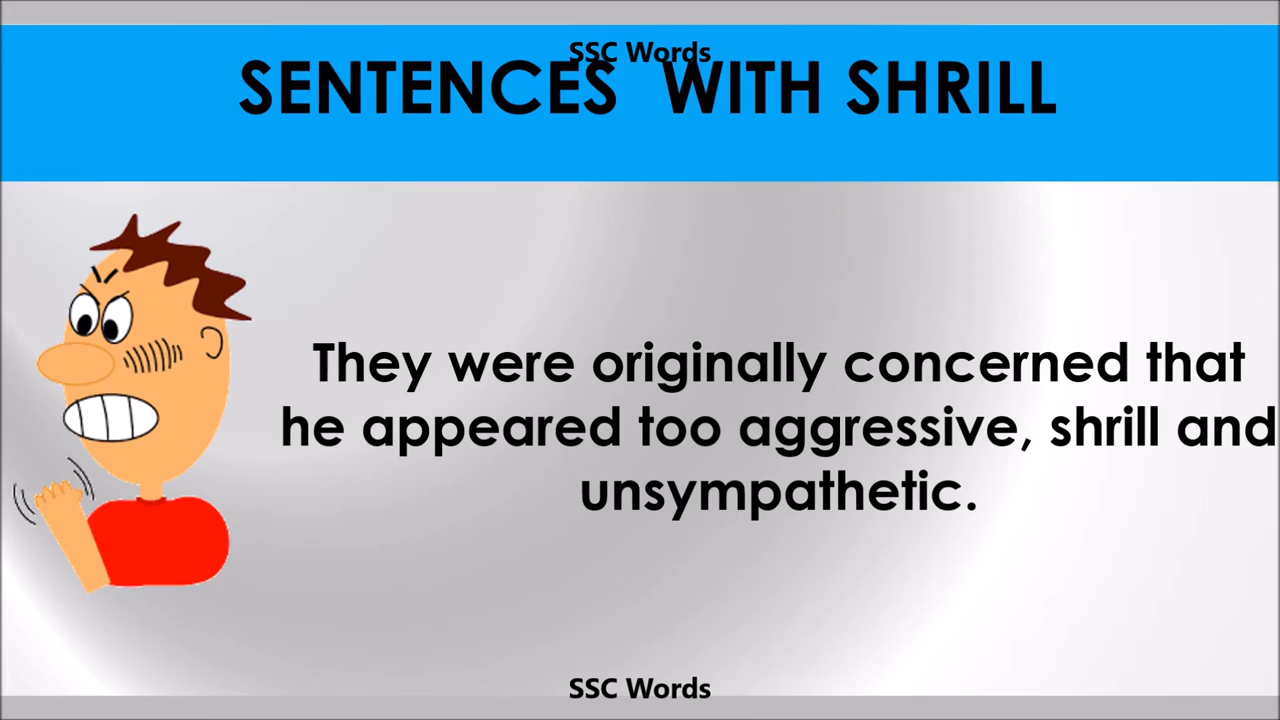 SSC Words
SENTENCES WITH SHRILL
They were originally concerned that
he appeared too aggressive, shrill and
unsympathetic.
SSC Words